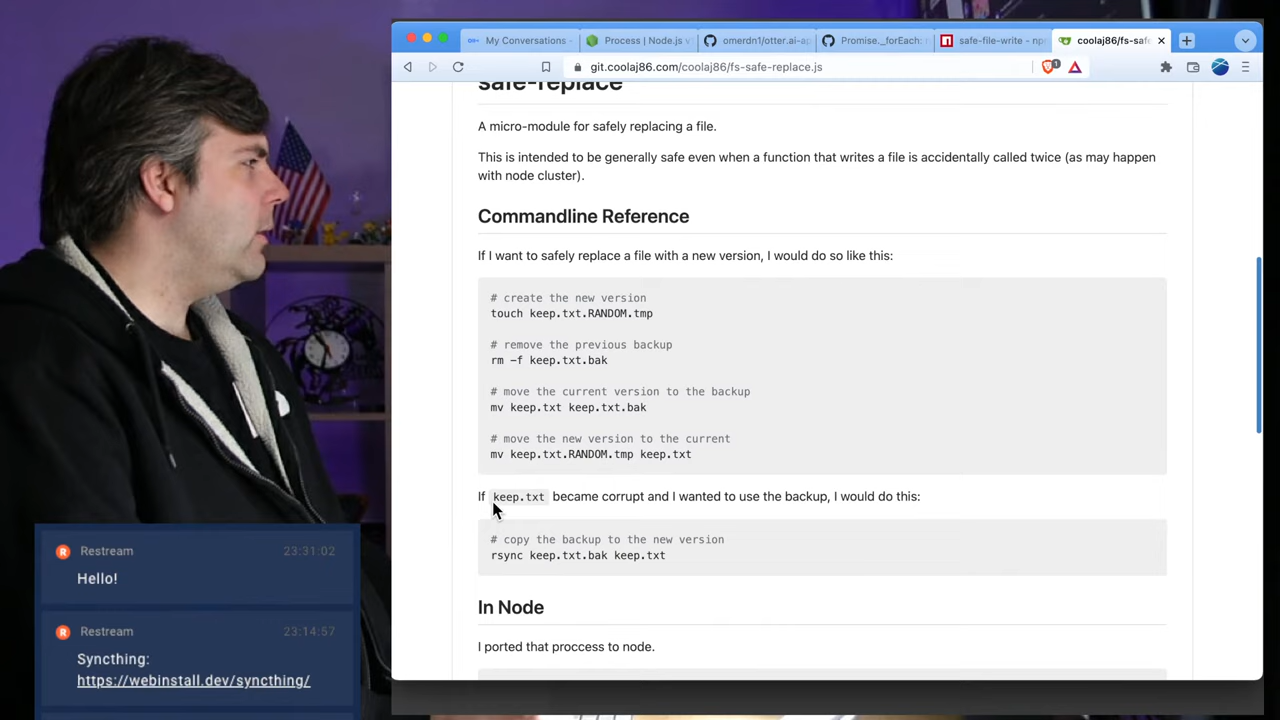 My Conversations -
Process | Node.js v
omerdn1/otter.ai-ap
Promise._forEach:
safe-file-write - npm
coolaj86/fs-safe
git.coolaj86.com/coolaj86/fs-safe-replace.js
1
safe-replace
A micro-module for safely replacing a file.
This is intended to be generally safe even when a function that writes a file is accidentally called twice (as may happen
with node cluster).
Commandline Reference
If I want to safely replace a file with a new version, I would do so like this:
# create the new version
touch keep.txt.RANDOM.tmp
# remove the previous backup
rm -f keep.txt.bak
# move the current version to the backup
mv keep.txt keep.txt.bak
# move the new version to the current
mv keep.txt.RANDOM.tmp keep.txt
If keep.txt became corrupt and I wanted to use the backup, I would do this:
# copy the backup to the new version
rsync keep.txt.bak keep.txt
In Node
I ported that proccess to node.
Restream 23:31:02
Hello!
Restream 23:14:57
Syncthing:
https://webinstall.dev/syncthing/